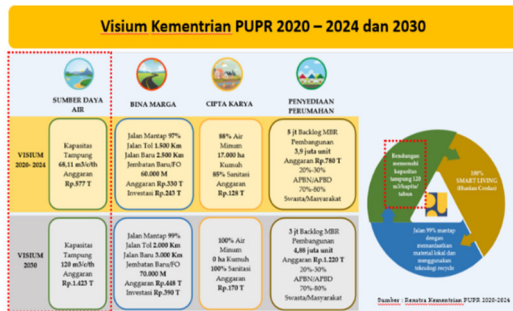 Visium Kementrian PUPR 2020 – 2024 dan 2030
SUMBER DAYA
AIR
BINA MARGA
CIPTA KARYA
PENYEDIAAN
PERUMAHAN
VISIUM
2020- 2024
Kapasitas
Tampung
68,11 m3/c/th
Anggaran
Rp.577 T
Jalan Mantap 97%
Jalan Tol 1.500 Km
Jalan Baru 2.500 Km
Jembatan Baru/FO
60.000 M
Anggaran Rp.330 T
Investasi Rp.243 T
88% Air
Minum
17.000 ha
Kumuh
85% Sanitasi
Anggaran
Rp.128 T
5 jt Backlog MBR
Pembangunan
3,9 juta unit
Anggaran Rp.780 T
20%-30%
APBN/APBD
70%-80%
Swasta/Masyarakat
VISIUM
2030
Kapasitas
Tampung
120 m3/c/th
Anggaran
Rp.1.423 T
Jalan Mantap 99%
Jalan Tol 2.000 Km
Jalan Baru 3.000 Km
Jembatan Baru/FO
70.000 M
Anggaran Rp.448 T
Investasi Rp.390 T
100% Air
Minum
0 ha Kumuh
100% Sanitasi
Anggaran
Rp.170 T
3 jt Backlog MBR
Pembangunan
4,88 juta unit
Anggaran Rp.1.220 T
20%-30%
APBN/APBD
70%-80%
Swasta/Masyarakat
Bendungan
memenuhi
kapasitas
tampung 120
m3/kapita/
tahun
100%
SMART LIVING
(Hunian Cerdas)
Jalan 99% mantap
dengan
memanfaatkan
material lokal dan
menggunakan
teknologi recycle
Sumber : Renstra Kementerian PUPR 2020-2024